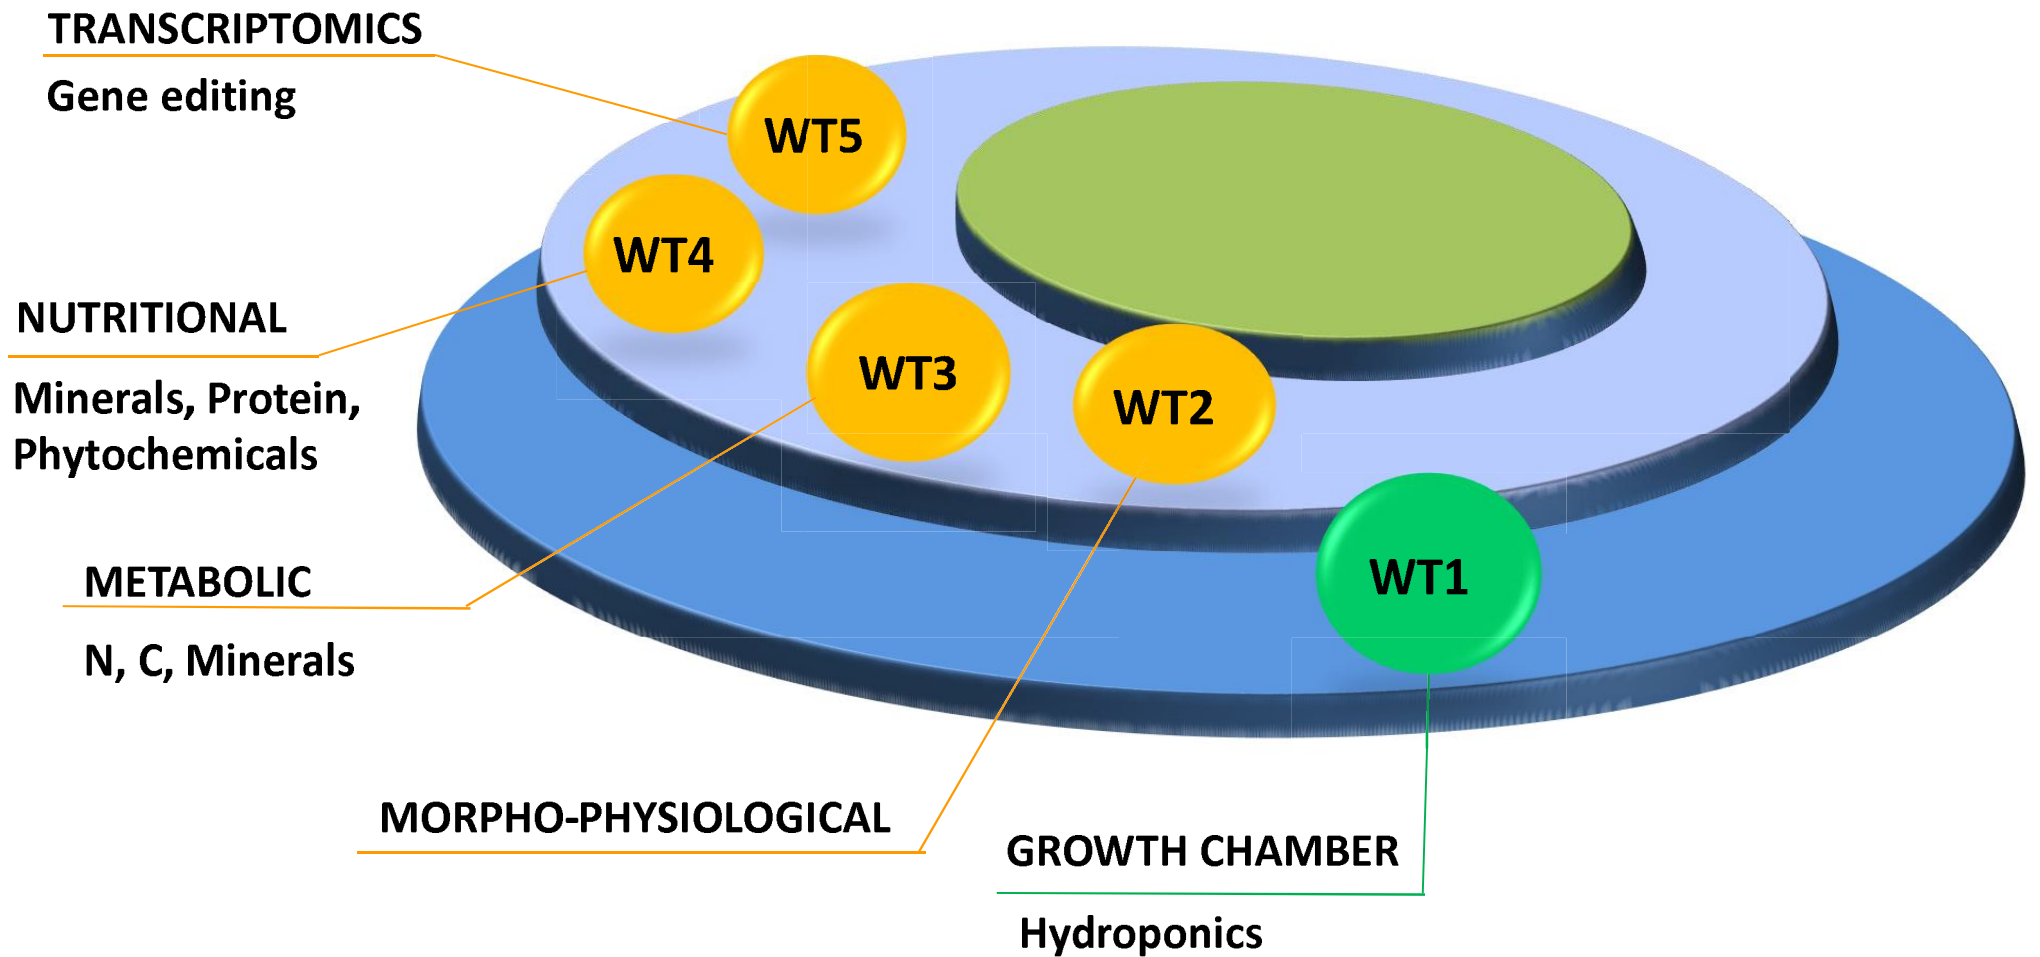 TRANSCRIPTOMICS
Gene editing
WT5
WT4
NUTRITIONAL
Minerals, Protein,
Phytochemicals
WT3
WT2
METABOLIC
N, C, Minerals
WT1
MORPHO-PHYSIOLOGICAL
GROWTH CHAMBER
Hydroponics